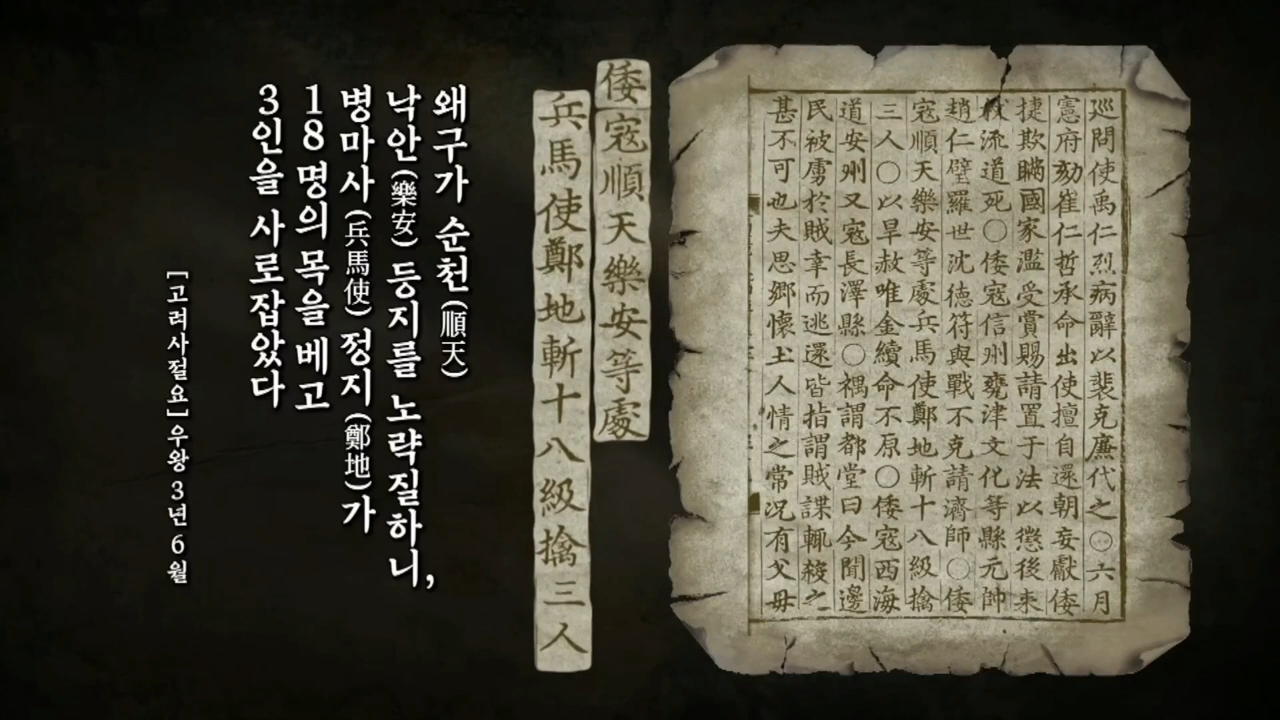 巡問使禹仁烈病辭以裴克廉代之〇六月
憲府劾崔仁哲承命出使擅自還朝妄獻倭
捷欺瞞國家濫受賞賜請置于法以懲後來
流道死〇倭寇信州甕津文化等縣元帥
趙仁璧羅世沈德符與戰不克請濟師〇倭
寇順天樂安等處兵馬使鄭地斬十八級擒
三人〇以旱赦唯金續命不原〇倭寇西海
道安州又寇長澤縣〇禑謂都堂曰今聞邊
民被虜於賊幸而逃還皆指謂賊諜輒殺之
甚不可也夫思鄉懷土人情之常況有父母
倭寇順天樂安等處
兵馬使鄭地斬十八級擒三人
왜구가 순천(順天)
낙안(樂安) 등지를 노략질하니,
병마사(兵馬使) 정지(鄭地)가
18명의 목을 베고
3인을 사로잡았다
[고려사절요] 우왕 3년 6월